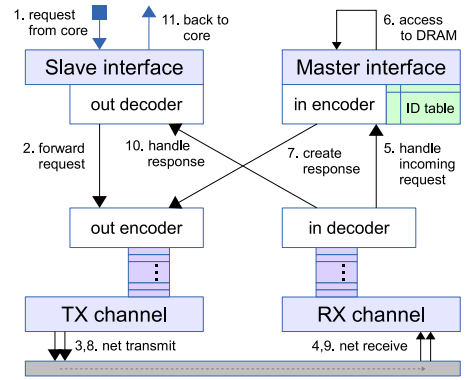 1. request
from core
11. back to
core
6. access
to DRAM
Slave interface
Master interface
out decoder
in encoder
ID table
2. forward
request
10. handle
response
7. create
response
5. handle
incoming
request
out encoder
in decoder
TX channel
RX channel
3,8. net transmit
4,9. net receive